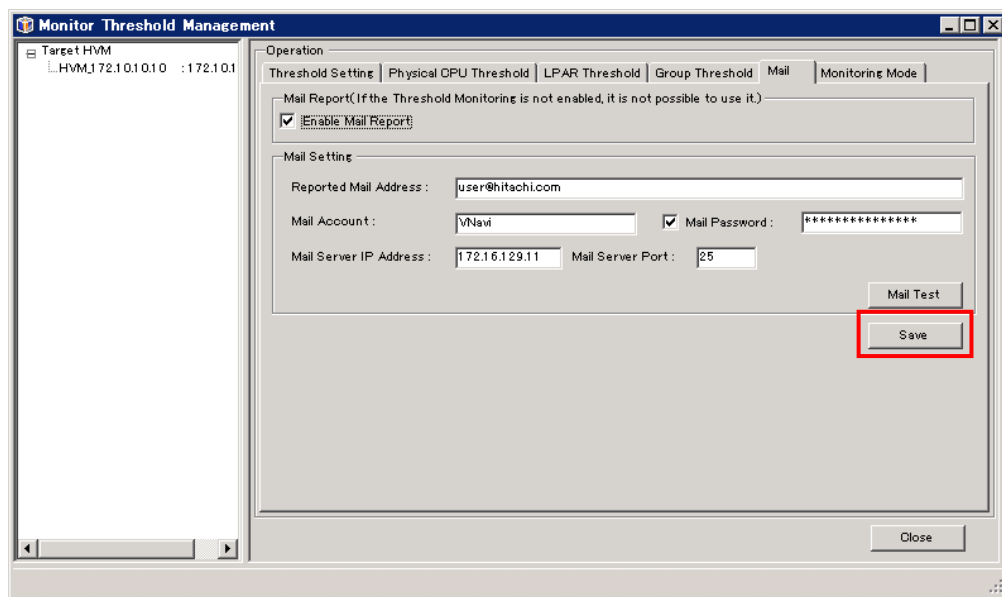 Monitor Threshold Management
Target HVM
HVM_172.10.10.10 :172.10.1
Operation
Threshold Setting Physical CPU Threshold LPAR Threshold Group Threshold Mail Monitoring Mode
Mail Report(If the Threshold Monitoring is not enabled, it is not possible to use it.)
Enable Mail Report
Mail Setting
Reported Mail Address : user@hitachi.com
Mail Account : VNavi Mail Password : ***************
Mail Server IP Address : 172.16.129.11 Mail Server Port : 25
Mail Test
Save
Close